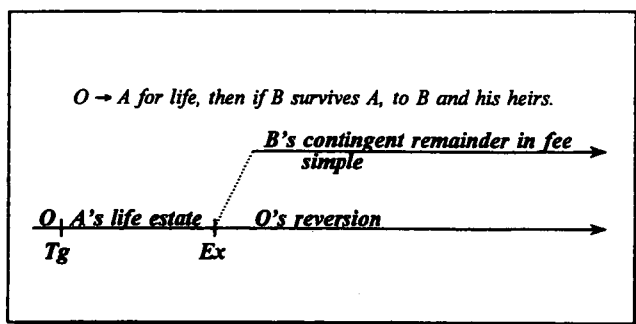 O → A for life, then if B survives A, to B and his heirs.
B's contingent remainder in fee
simple
O A's life estate O's reversion
Tg Ex